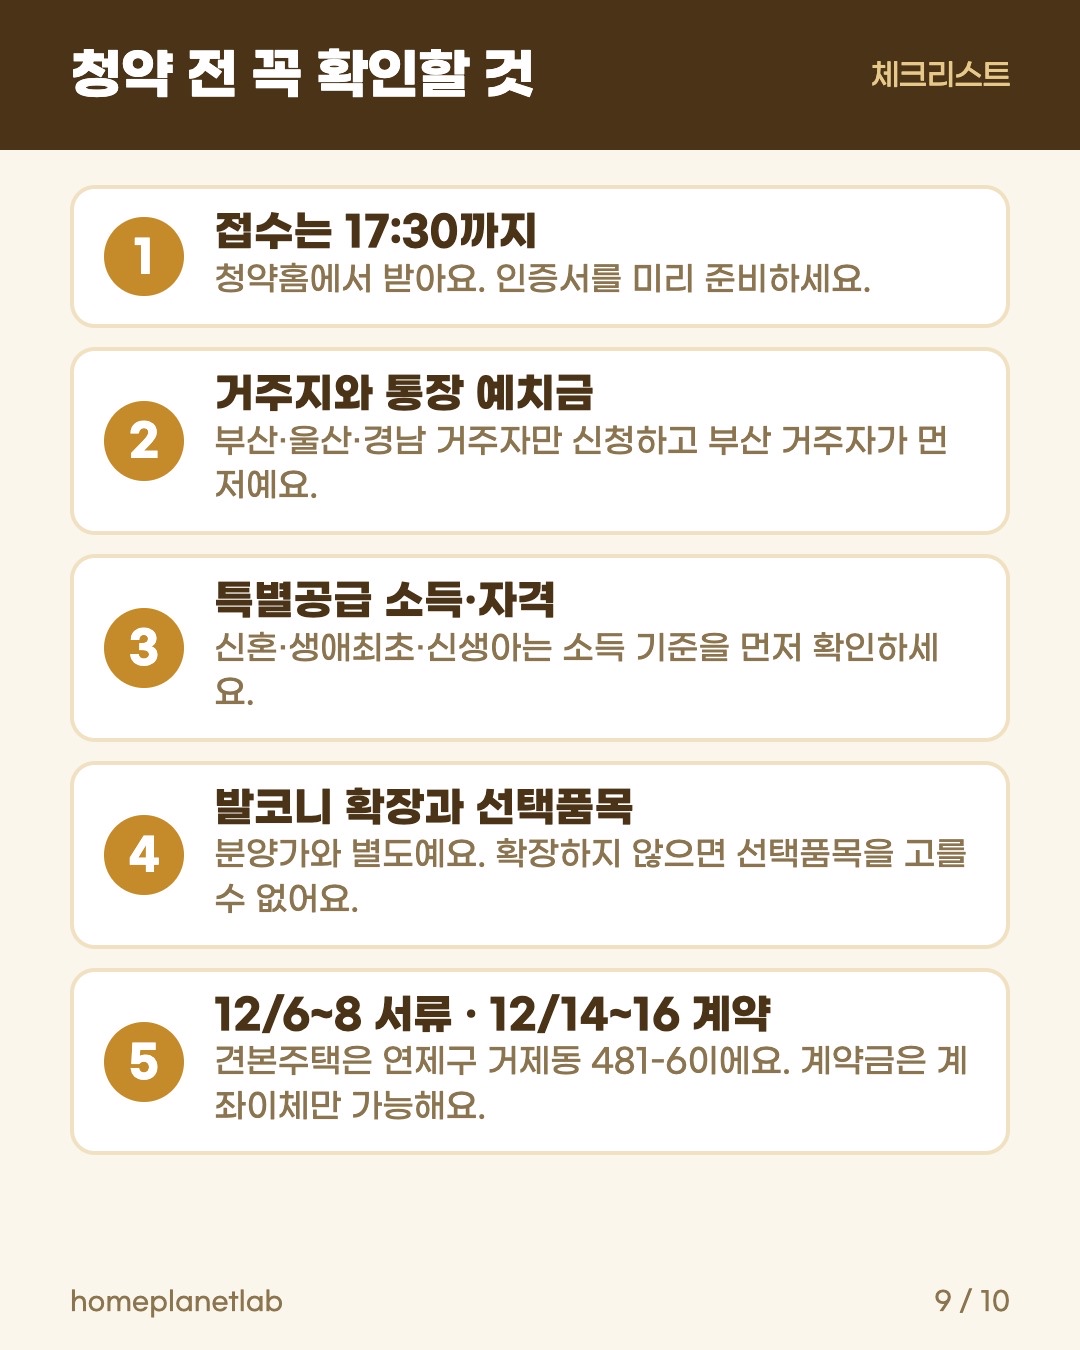 청약 전 꼭 확인할 것
체크리스트
1
접수는 17:30까지
청약홈에서 받아요. 인증서를 미리 준비하세요.
2
거주지와 통장 예치금
부산·울산·경남 거주자만 신청하고 부산 거주자가 먼
저예요.
3
특별공급 소득·자격
신혼·생애최초·신생아는 소득 기준을 먼저 확인하세
요.
4
발코니 확장과 선택품목
분양가와 별도예요. 확장하지 않으면 선택품목을 고를
수 없어요.
5
12/6~8 서류 · 12/14~16 계약
견본주택은 연제구 거제동 481-6이에요. 계약금은 계
좌이체만 가능해요.
homeplanetlab
9 / 10